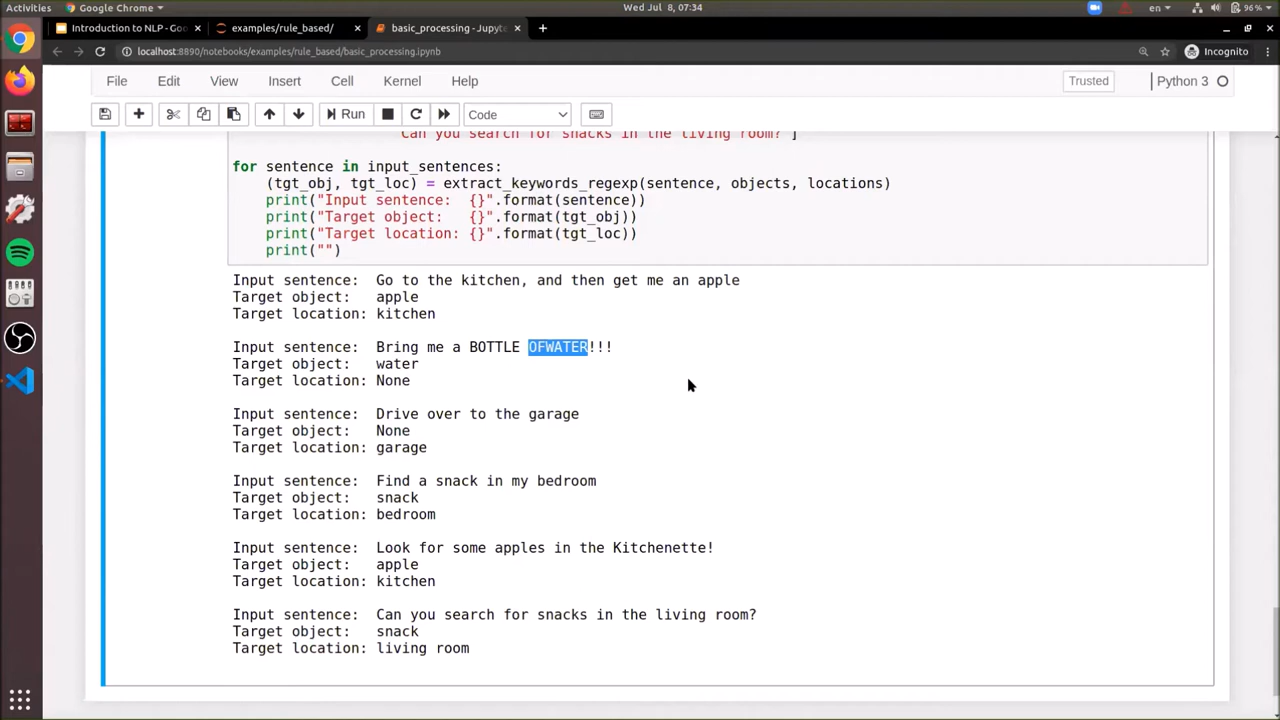 Activities
Google Chrome
Wed Jul 8, 07:34
en
96 %
Introduction to NLP - Go
examples/rule_based/
basic_processing - Jupyte
localhost:8890/notebooks/examples/rule_based/basic_processing.ipynb
Incognito
File Edit View Insert Cell Kernel Help
Trusted
Python 3
Run
Code
"Can you search for snacks in the living room?"]
for sentence in input_sentences:
(tgt_obj, tgt_loc) = extract_keywords_regexp(sentence, objects, locations)
print("Input sentence:  {}".format(sentence))
print("Target object:   {}".format(tgt_obj))
print("Target location: {}".format(tgt_loc))
print("")
Input sentence:  Go to the kitchen, and then get me an apple
Target object:   apple
Target location: kitchen
Input sentence:  Bring me a BOTTLE OFWATER!!!
Target object:   water
Target location: None
Input sentence:  Drive over to the garage
Target object:   None
Target location: garage
Input sentence:  Find a snack in my bedroom
Target object:   snack
Target location: bedroom
Input sentence:  Look for some apples in the Kitchenette!
Target object:   apple
Target location: kitchen
Input sentence:  Can you search for snacks in the living room?
Target object:   snack
Target location: living room